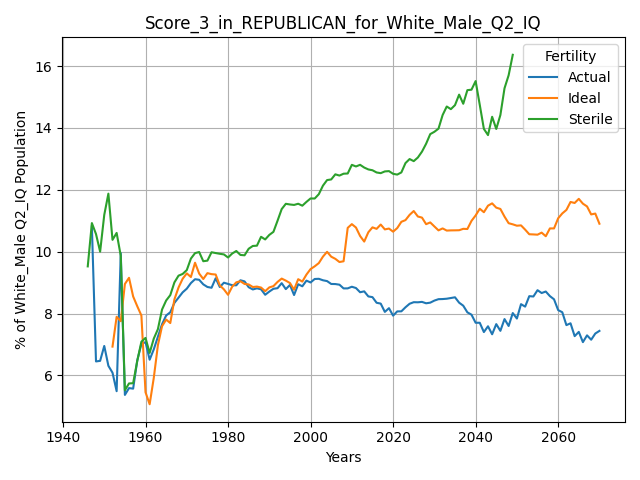 Score_3_in_REPUBLICAN_for_White_Male_Q2_IQ
Fertility
Actual
Ideal
Sterile
% of White_Male Q2_IQ Population
16
14
12
10
8
6
1940
1960
1980
2000
2020
2040
2060
Years